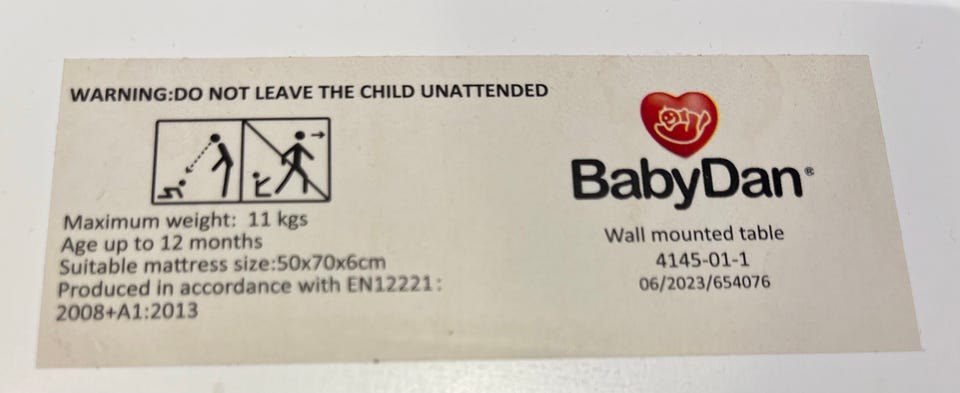 WARNING:DO NOT LEAVE THE CHILD UNATTENDED
Maximum weight: 11 kgs
Age up to 12 months
Suitable mattress size:50x70x6cm
Produced in accordance with EN12221:
2008+A1:2013
BabyDan®
Wall mounted table
4145-01-1
06/2023/654076